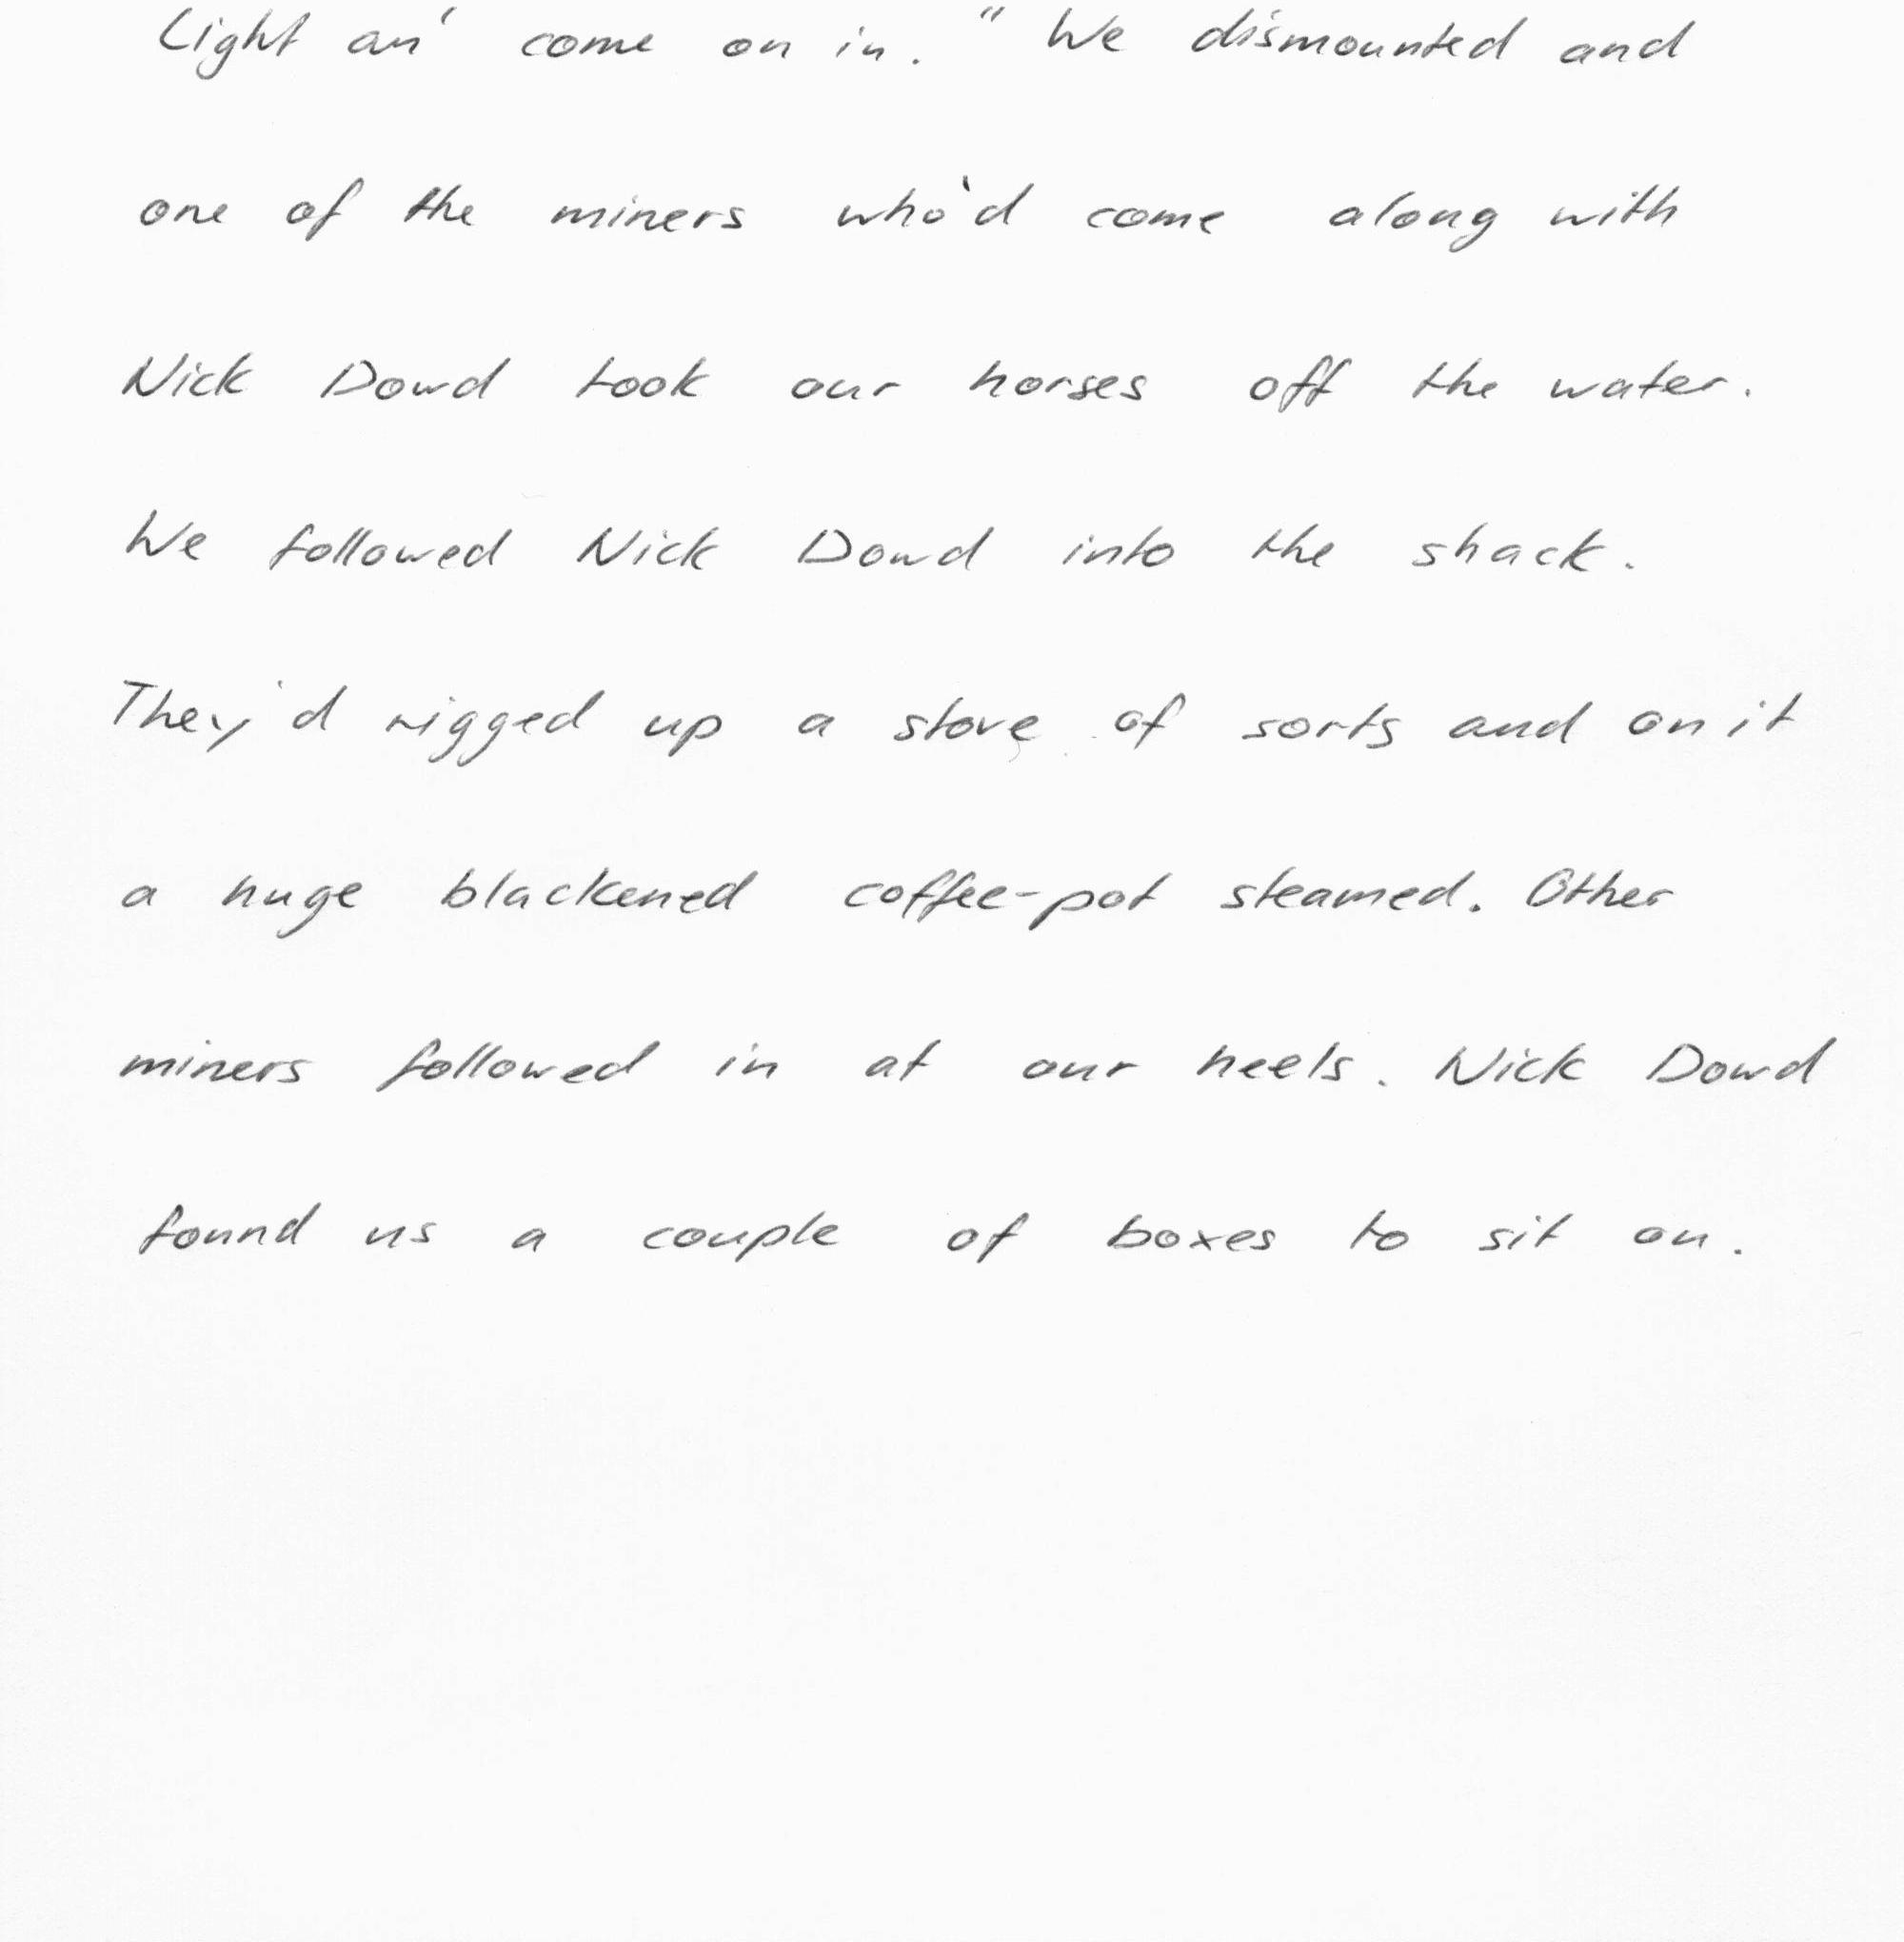 Light an' come on in." We dismounted and
one of the miners who'd come along with
Nick Dowd took our horses off the water.
We followed Nick Dowd into the shack.
They'd rigged up a stove of sorts and on it
a huge blackened coffee-pot steamed. Other
miners followed in at our heels. Nick Dowd
found us a couple of boxes to sit on.